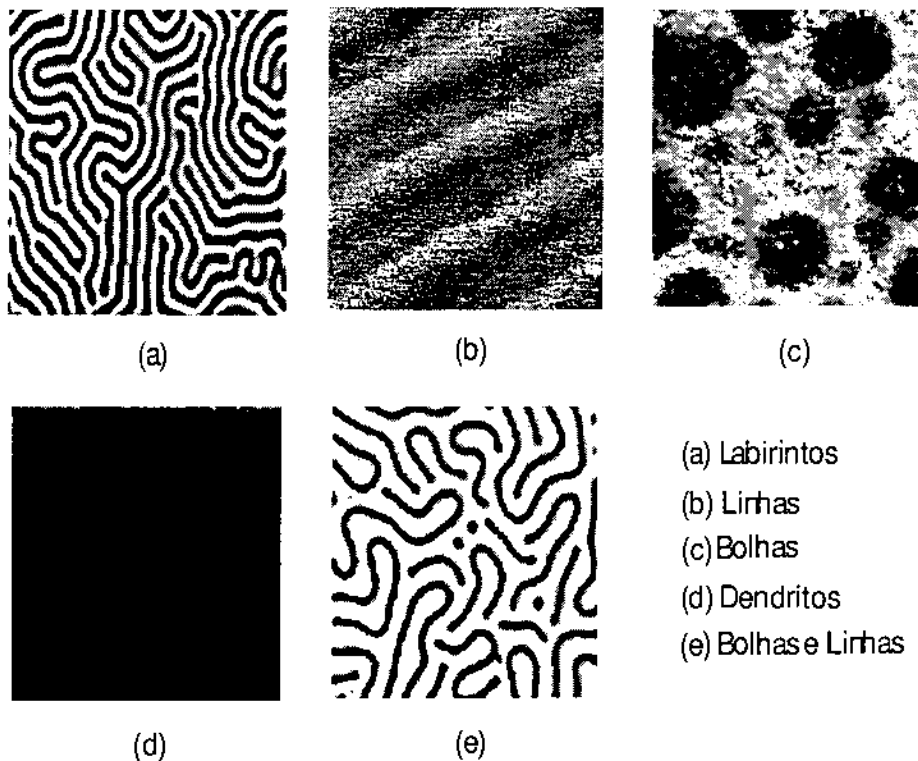 (a)
(b)
(c)
(d)
(e)
(a) Labirintos
(b) Linhas
(c) Bolhas
(d) Dendritos
(e) Bolhas e Linhas